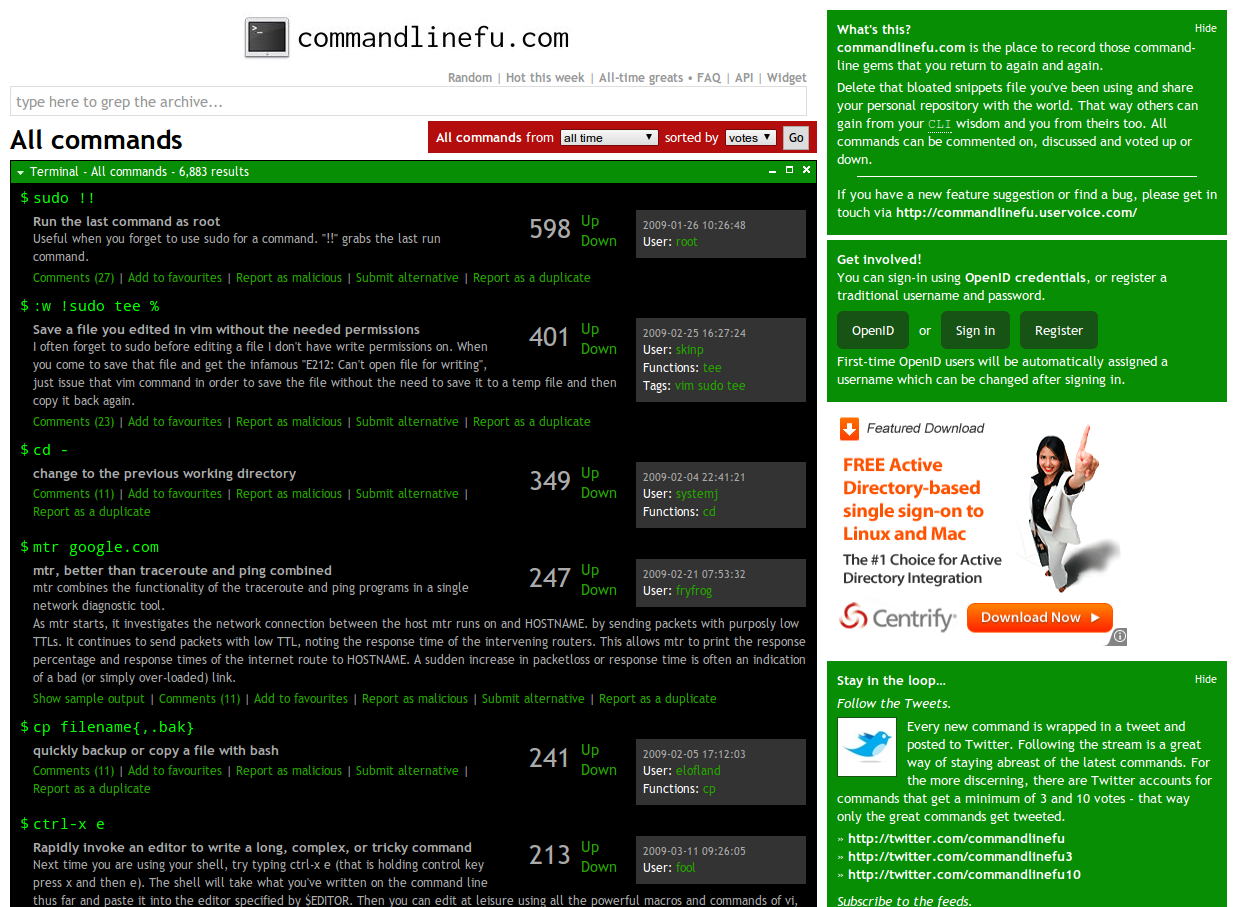 >_
commandlinefu.com
Random | Hot this week | All-time greats • FAQ | API | Widget
type here to grep the archive...
All commands
All commands from all time sorted by votes Go
Terminal - All commands - 6,883 results
$ sudo !!
Run the last command as root
Useful when you forget to use sudo for a command. "!!" grabs the last run
command.
598 Up
Down
2009-01-26 10:26:48
User: root
Comments (27) | Add to favourites | Report as malicious | Submit alternative | Report as a duplicate
$ :w !sudo tee %
Save a file you edited in vim without the needed permissions
I often forget to sudo before editing a file I don't have write permissions on. When
you come to save that file and get the infamous "E212: Can't open file for writing",
just issue that vim command in order to save the file without the need to save it to a temp file and then
copy it back again.
401 Up
Down
2009-02-25 16:27:24
User: skinp
Functions: tee
Tags: vim sudo tee
Comments (23) | Add to favourites | Report as malicious | Submit alternative | Report as a duplicate
$ cd -
change to the previous working directory
349 Up
Down
2009-02-04 22:41:21
User: systemj
Functions: cd
Comments (11) | Add to favourites | Report as malicious | Submit alternative |
Report as a duplicate
$ mtr google.com
mtr, better than traceroute and ping combined
mtr combines the functionality of the traceroute and ping programs in a single
network diagnostic tool.
As mtr starts, it investigates the network connection between the host mtr runs on and HOSTNAME. by sending packets with purposly low
TTLs. It continues to send packets with low TTL, noting the response time of the intervening routers. This allows mtr to print the response
percentage and response times of the internet route to HOSTNAME. A sudden increase in packetloss or response time is often an indication
of a bad (or simply over-loaded) link.
247 Up
Down
2009-02-21 07:53:32
User: fryfrog
Show sample output | Comments (11) | Add to favourites | Report as malicious | Submit alternative | Report as a duplicate
$ cp filename{,.bak}
quickly backup or copy a file with bash
241 Up
Down
2009-02-05 17:12:03
User: elofland
Functions: cp
Comments (11) | Add to favourites | Report as malicious | Submit alternative |
Report as a duplicate
$ ctrl-x e
Rapidly invoke an editor to write a long, complex, or tricky command
Next time you are using your shell, try typing ctrl-x e (that is holding control key
press x and then e). The shell will take what you've written on the command line
thus far and paste it into the editor specified by $EDITOR. Then you can edit at leisure using all the powerful macros and commands of vi,
213 Up
Down
2009-03-11 09:26:05
User: fool
What's this?
Hide
commandlinefu.com is the place to record those command-
line gems that you return to again and again.
Delete that bloated snippets file you've been using and share
your personal repository with the world. That way others can
gain from your CLI wisdom and you from theirs too. All
commands can be commented on, discussed and voted up or
down.
If you have a new feature suggestion or find a bug, please get in
touch via http://commandlinefu.uservoice.com/
Get involved!
You can sign-in using OpenID credentials, or register a
traditional username and password.
OpenID or Sign in Register
First-time OpenID users will be automatically assigned a
username which can be changed after signing in.
Featured Download
FREE Active
Directory-based
single sign-on to
Linux and Mac
The #1 Choice for Active
Directory Integration
Centrify Download Now
Stay in the loop...
Hide
Follow the Tweets.
Every new command is wrapped in a tweet and
posted to Twitter. Following the stream is a great
way of staying abreast of the latest commands. For
the more discerning, there are Twitter accounts for
commands that get a minimum of 3 and 10 votes - that way
only the great commands get tweeted.
» http://twitter.com/commandlinefu
» http://twitter.com/commandlinefu3
» http://twitter.com/commandlinefu10
Subscribe to the feeds.